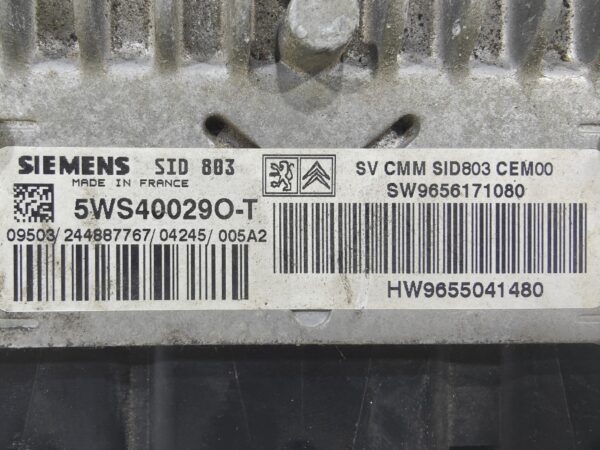 SIEMENS SID 803
MADE IN FRANCE
5WS40029O-T
09503/244887767/04245/005A2
SV CMM SID803 CEM00
SW9656171080
HW9655041480